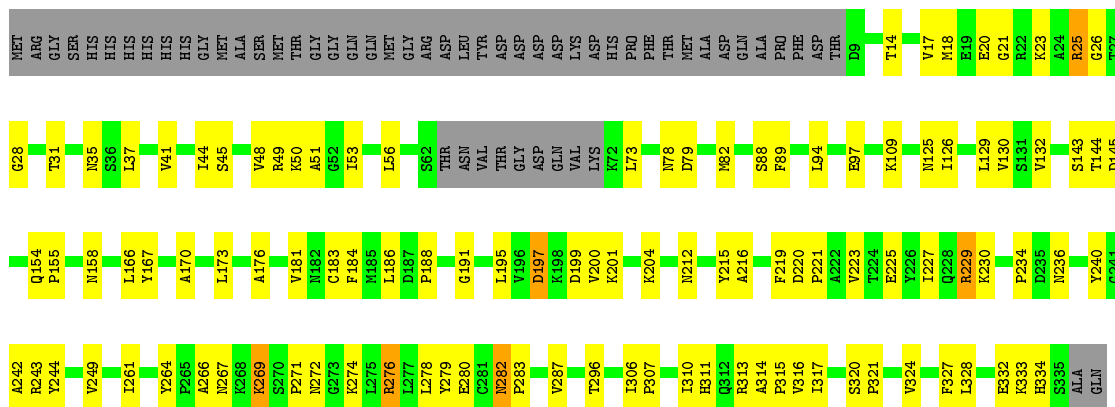 MET ARG GLY SER HIS HIS HIS HIS HIS HIS GLY MET ALA SER MET THR GLY GLY GLN GLN MET GLY ARG ASP LEU TYR ASP ASP ASP ASP LYS ASP HIS PRO PHE THR MET ALA ASP GLN ALA PRO PHE ASP THR D9 T14 V17 M18 E19 E20 G21 R22 K23 A24 R25 G26 T27
G28 T31 N35 S36 L37 V41 I44 S45 V48 R49 K50 A51 G52 I53 L56 S62 THR ASN VAL THR GLY ASP GLN VAL LYS K72 L73 N78 D79 M82 S88 F89 L94 E97 K109 N125 I126 L129 V130 S131 V132 S143 T144 D145
Q154 P155 N158 L166 Y167 A170 L173 A176 V181 N182 C183 F184 M185 L186 D187 P188 G191 L195 V196 D197 K198 D199 V200 K201 K204 N212 Y215 A216 F219 D220 P221 A222 V223 T224 E225 Y226 I227 Q228 R229 K230 P234 D235 N236 Y240 G241
A242 R243 Y244 V249 I261 Y264 P265 A266 N267 K268 K269 S270 P271 N272 G273 K274 L275 R276 L277 L278 Y279 E280 C281 N282 P283 V287 T296 I306 P307 I310 H311 Q312 R313 A314 P315 V316 I317 S320 P321 V324 F327 L328 E332 K333 H334 S335 ALA GLN